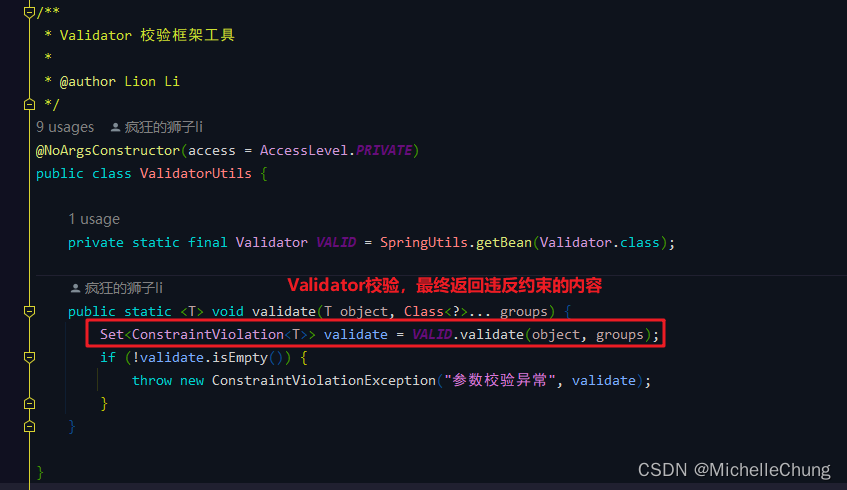 /**
* Validator 校验框架工具
*
* @author Lion Li
*/
9 usages 疯狂的狮子li
@NoArgsConstructor(access = AccessLevel.PRIVATE)
public class ValidatorUtils {
1 usage
private static final Validator VALID = SpringUtils.getBean(Validator.class);
疯狂的狮子li Validator校验，最终返回违反约束的内容
public static <T> void validate(T object, Class<?>... groups) {
Set<ConstraintViolation<T>> validate = VALID.validate(object, groups);
if (!validate.isEmpty()) {
throw new ConstraintViolationException("参数校验异常", validate);
}
}
}
CSDN @MichelleChung